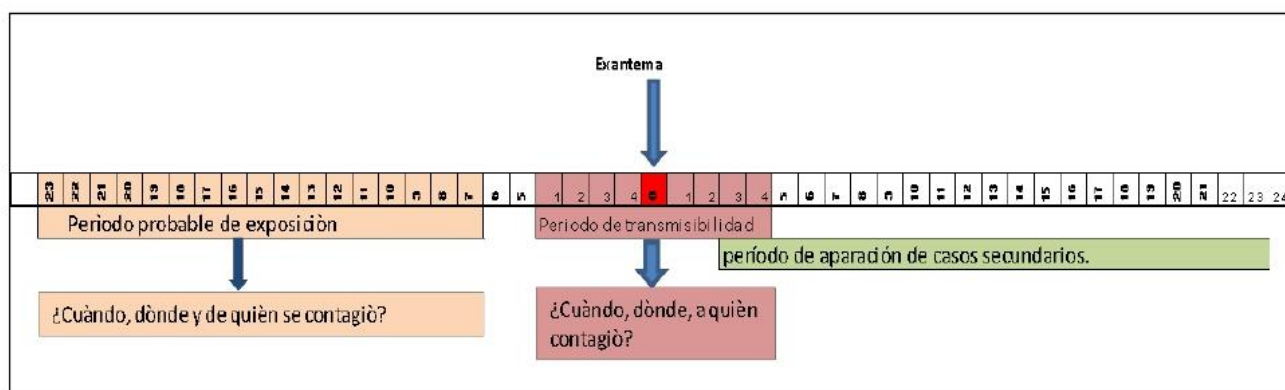 Exantema
23 22 21 20 19 18 17 16 15 14 13 12 11 10 9 8 7 6 5 1 2 3 4 0 1 2 3 4 5 6 7 8 9 10 11 12 13 14 15 16 17 18 19 20 21 22 23 24
Perìodo probable de exposiciòn
Periodo de transmisibilidad
período de aparación de casos secundarios.
¿Cuàndo, dònde y de quièn se contagiò?
¿Cuàndo, dònde, a quièn
contagiò?